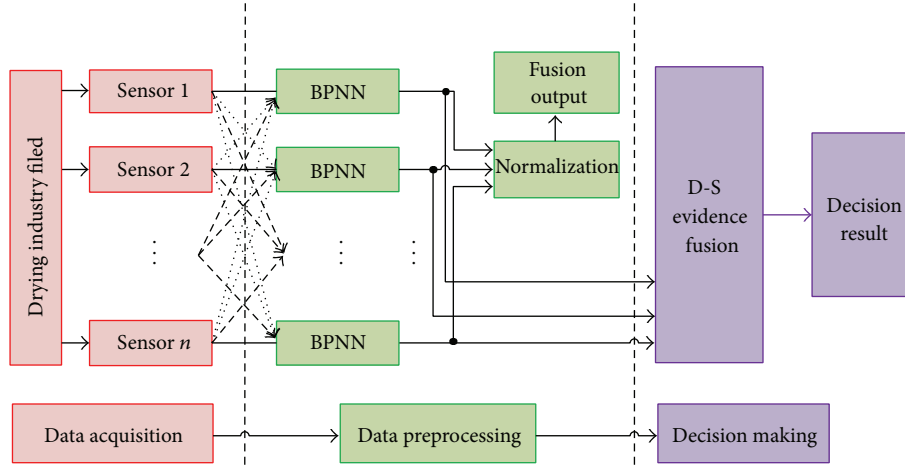 Drying industry filed
Sensor 1
Sensor 2
⋮
Sensor n
BPNN
BPNN
⋮ ⋮
BPNN
Fusion
output
Normalization
D-S
evidence
fusion
Decision
result
Data acquisition
Data preprocessing
Decision making